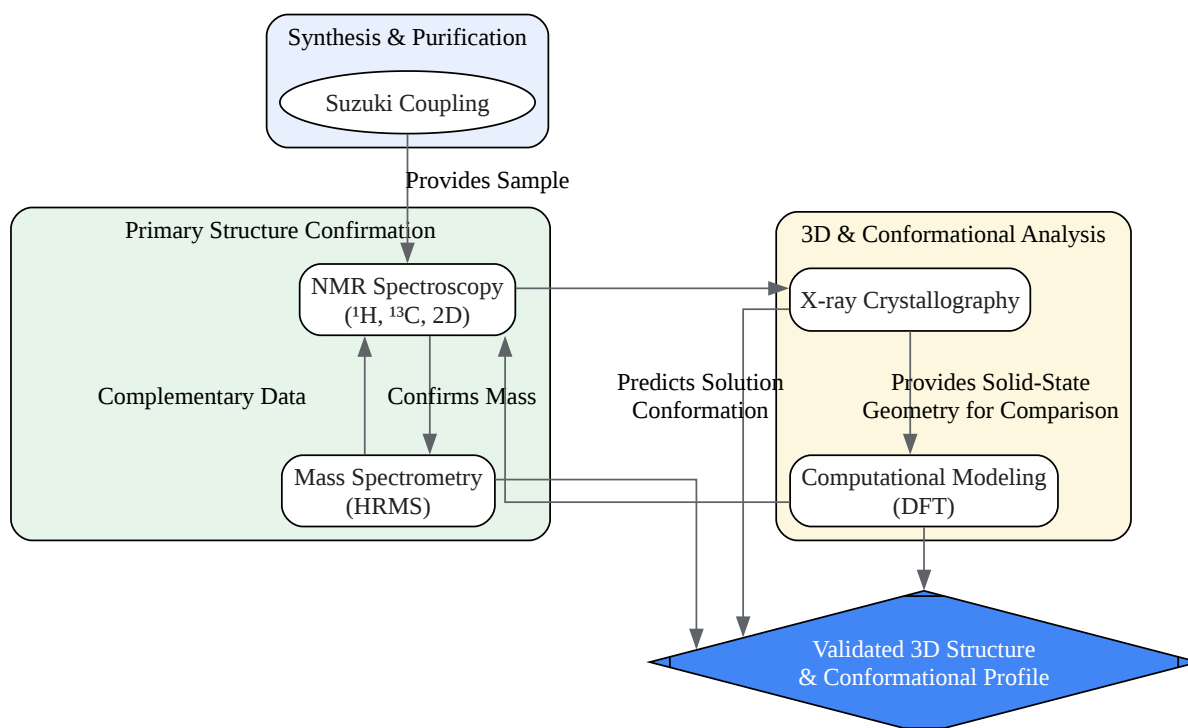 Synthesis & Purification
Suzuki Coupling
Provides Sample
Primary Structure Confirmation
NMR Spectroscopy
(¹H, ¹³C, 2D)
Complementary Data
Confirms Mass
Mass Spectrometry
(HRMS)
3D & Conformational Analysis
X-ray Crystallography
Predicts Solution
Conformation
Provides Solid-State
Geometry for Comparison
Computational Modeling
(DFT)
Validated 3D Structure
& Conformational Profile